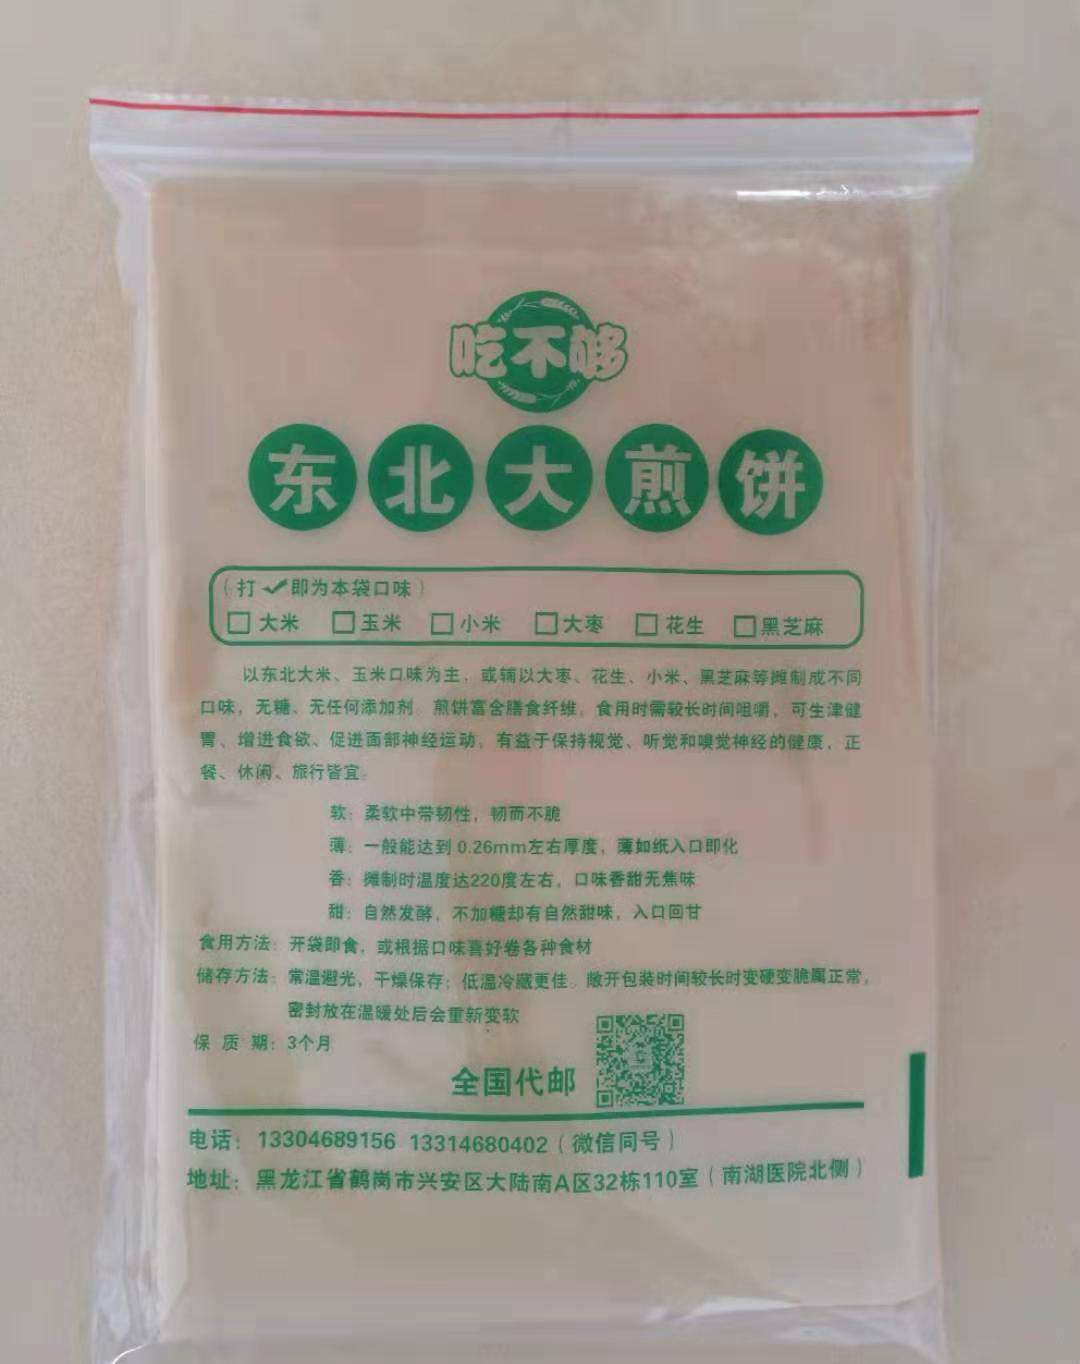 吃不够
东北大煎饼
（打✓即为本袋口味）
□大米 □玉米 □小米 □大枣 □花生 □黑芝麻
以东北大米、玉米口味为主，或辅以大枣、花生、小米、黑芝麻等摊制成不同
口味，无糖、无任何添加剂。煎饼富含膳食纤维，食用时需较长时间咀嚼，可生津健
胃、增进食欲、促进面部神经运动，有益于保持视觉、听觉和嗅觉神经的健康，正
餐、休闲、旅行皆宜。
软：柔软中带韧性，韧而不脆
薄：一般能达到0.26mm左右厚度，薄如纸入口即化
香：摊制时温度达220度左右，口味香甜无焦味
甜：自然发酵，不加糖却有自然甜味，入口回甘
食用方法：开袋即食，或根据口味喜好卷各种食材
储存方法：常温避光，干燥保存；低温冷藏更佳。敞开包装时间较长时变硬变脆属正常，
密封放在温暖处后会重新变软
保 质 期：3个月
全国代邮
电话：13304689156 13314680402（微信同号）
地址：黑龙江省鹤岗市兴安区大陆南A区32栋110室（南湖医院北侧）